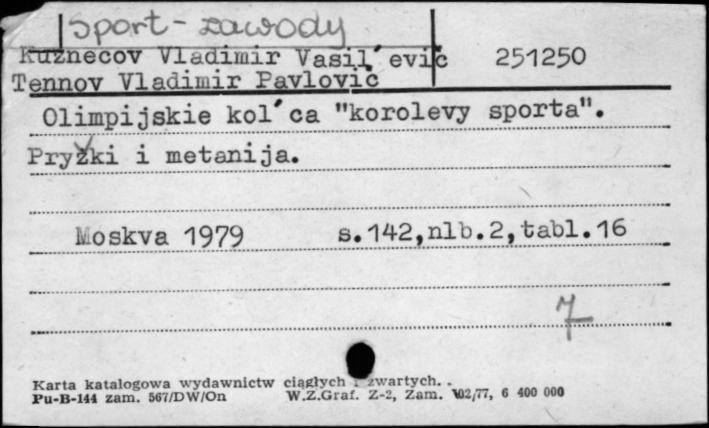 Sport - zawody
Kuznecov Vladimir Vasil'evič 251250
Tennov Vladimir Pavlovič
Olimpijskie kol'ca "korolevy sporta".
Pryžki i metanija.
Moskva 1979 s.142,nlb.2,tabl.16
7
Karta katalogowa wydawnictw ciągłych i zwartych.
Pu-B-144 zam. 567/DW/On W.Z.Graf. Z-2, Zam. 102/77, 6 400 000